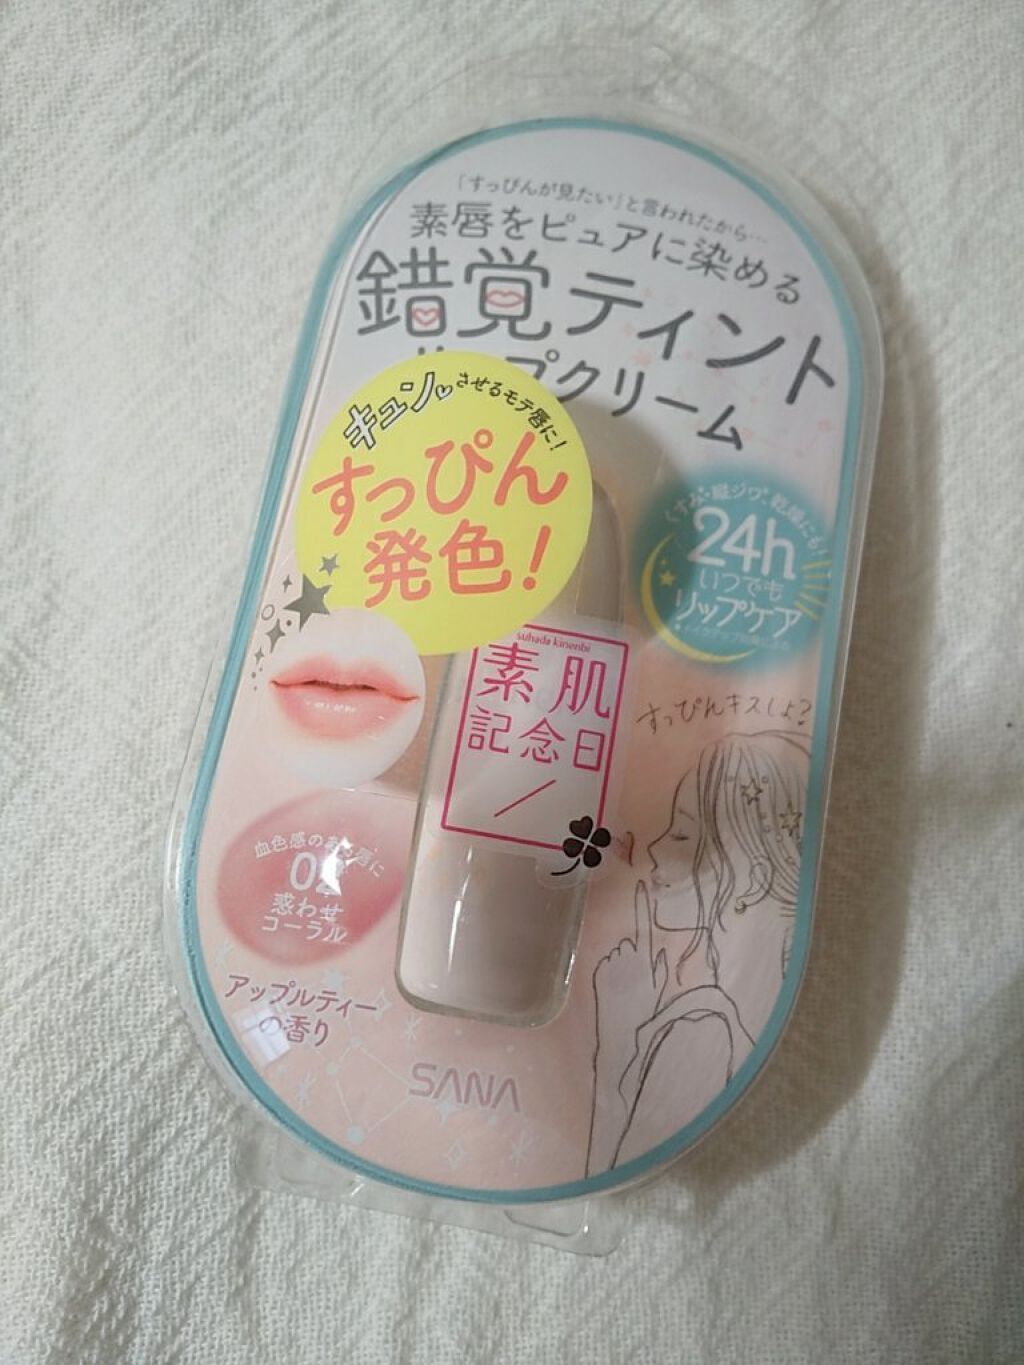 「すっぴんが見たい」と言われたから…
素唇をピュアに染める
錯覚ティント
プクリーム
キュン♡させるモテ唇に!
すっぴん
発色!
くすみ・縦ジワ、乾燥にも!
24h
いつでも
リップケア
suhada kinenbi
素肌
記念日
すっぴんキスしよ?
血色感のある唇に
02
惑わせ
コーラル
アップルティー
の香り
SANA